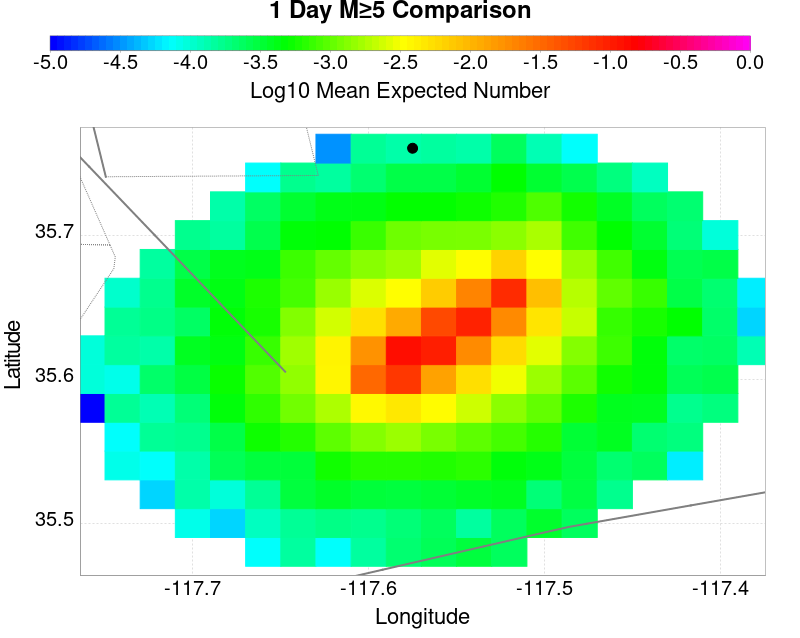 1 Day M≥5 Comparison
-5.0 -4.5 -4.0 -3.5 -3.0 -2.5 -2.0 -1.5 -1.0 -0.5 0.0
Log10 Mean Expected Number
Latitude
35.7
35.6
35.5
-117.7 -117.6 -117.5 -117.4
Longitude